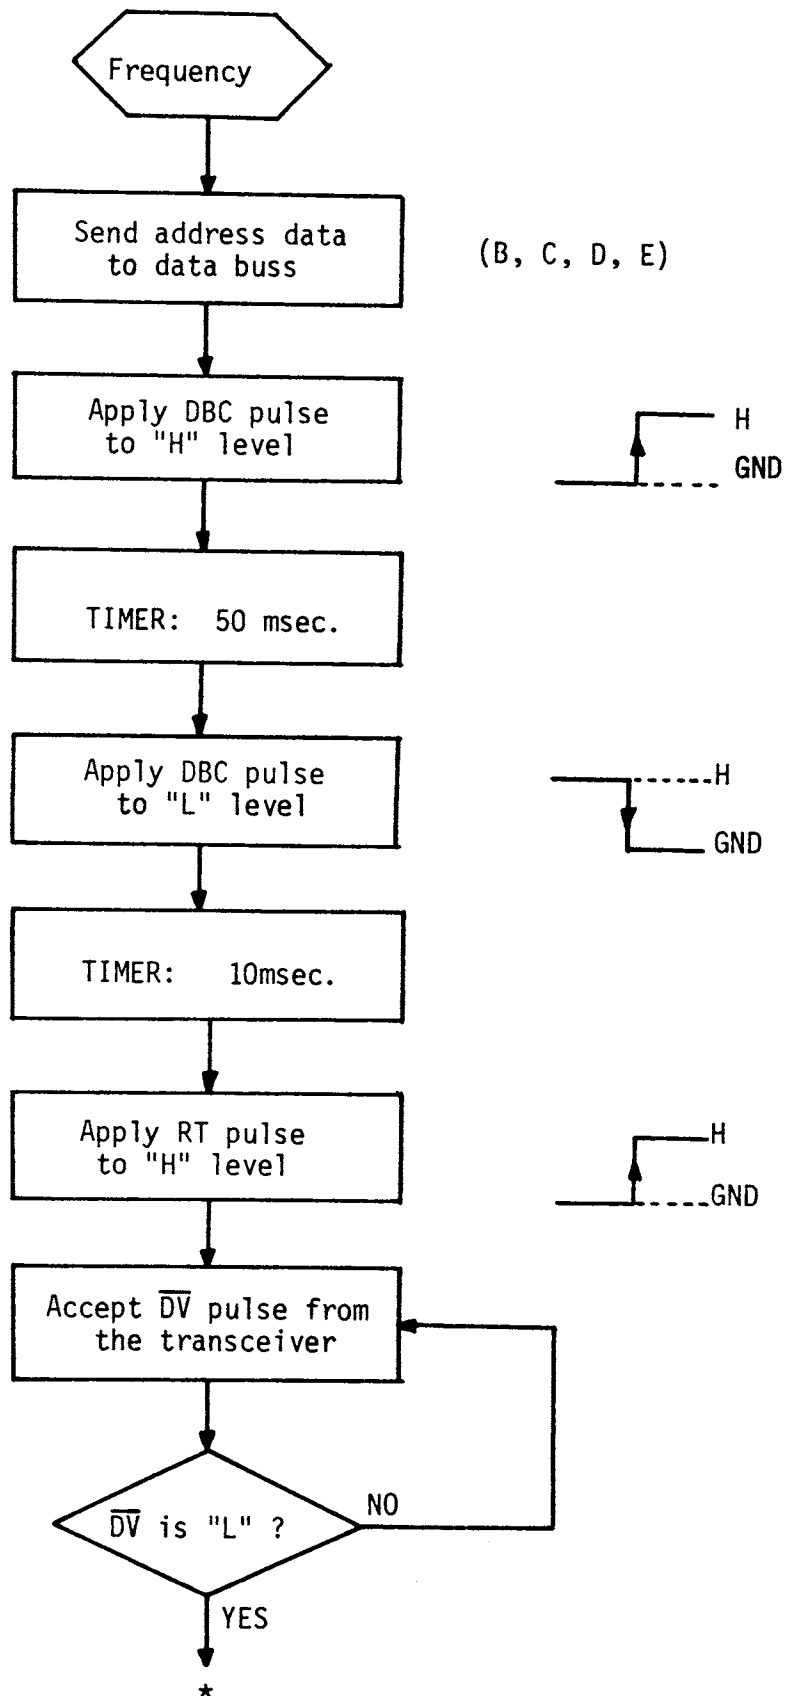 Frequency
Send address data
to data buss
(B, C, D, E)
Apply DBC pulse
to "H" level
H
GND
TIMER: 50 msec.
Apply DBC pulse
to "L" level
H
GND
TIMER: 10msec.
Apply RT pulse
to "H" level
H
GND
Accept D̅V̅ pulse from
the transceiver
D̅V̅ is "L" ?
NO
YES
*